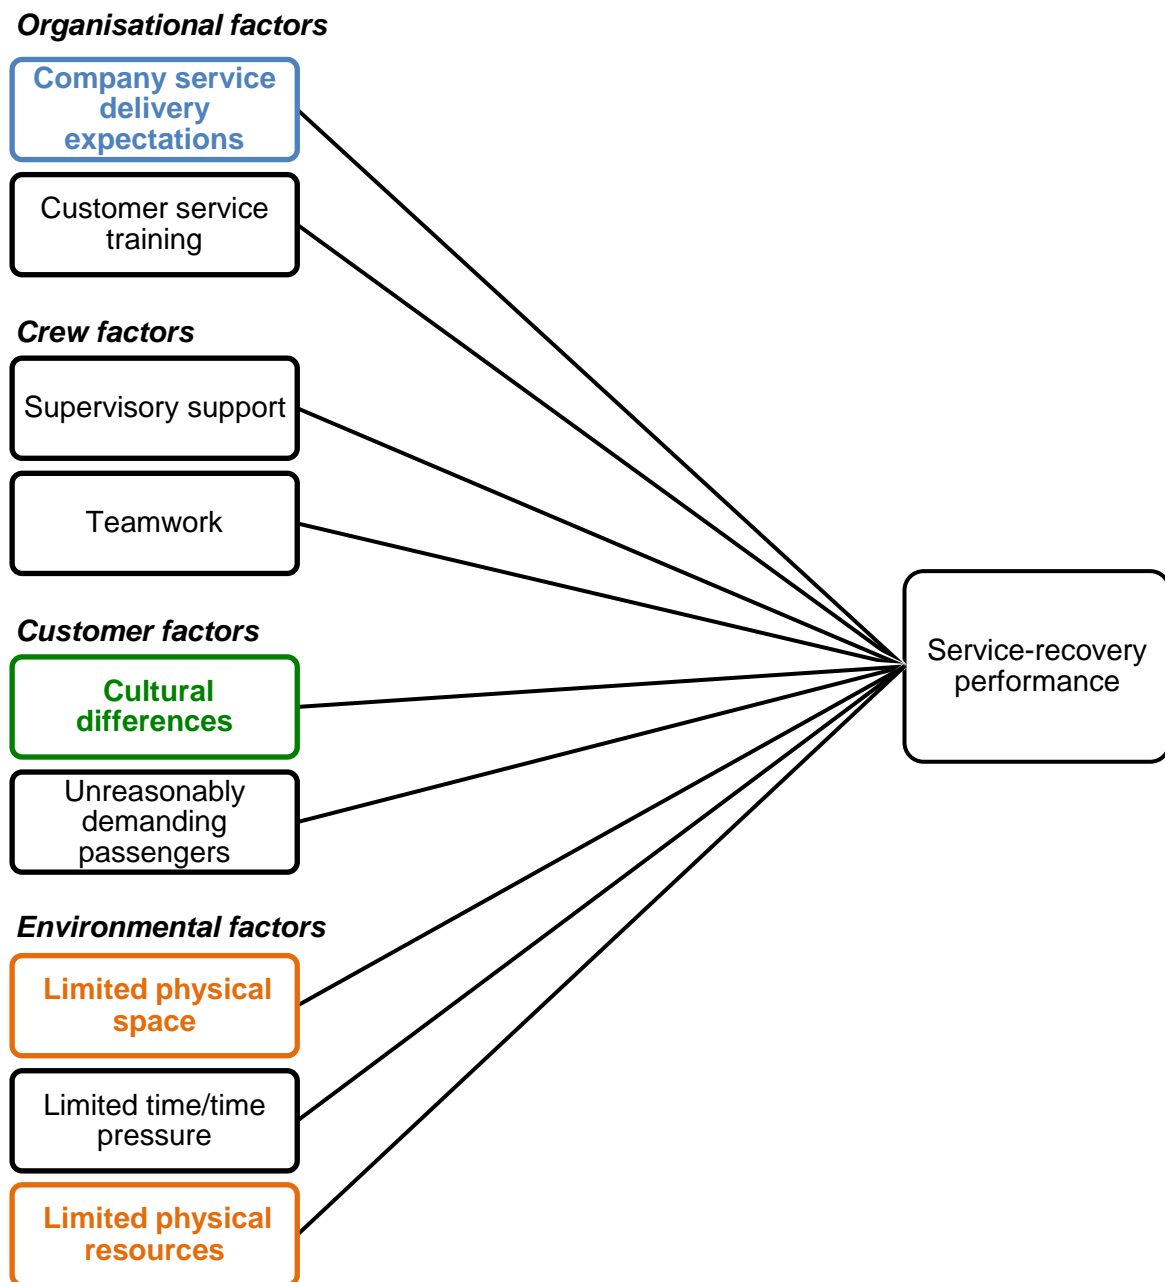 Organisational factors
Company service
delivery
expectations
Customer service
training
Crew factors
Supervisory support
Teamwork
Customer factors
Cultural
differences
Unreasonably
demanding
passengers
Environmental factors
Limited physical
space
Limited time/time
pressure
Limited physical
resources
Service-recovery
performance